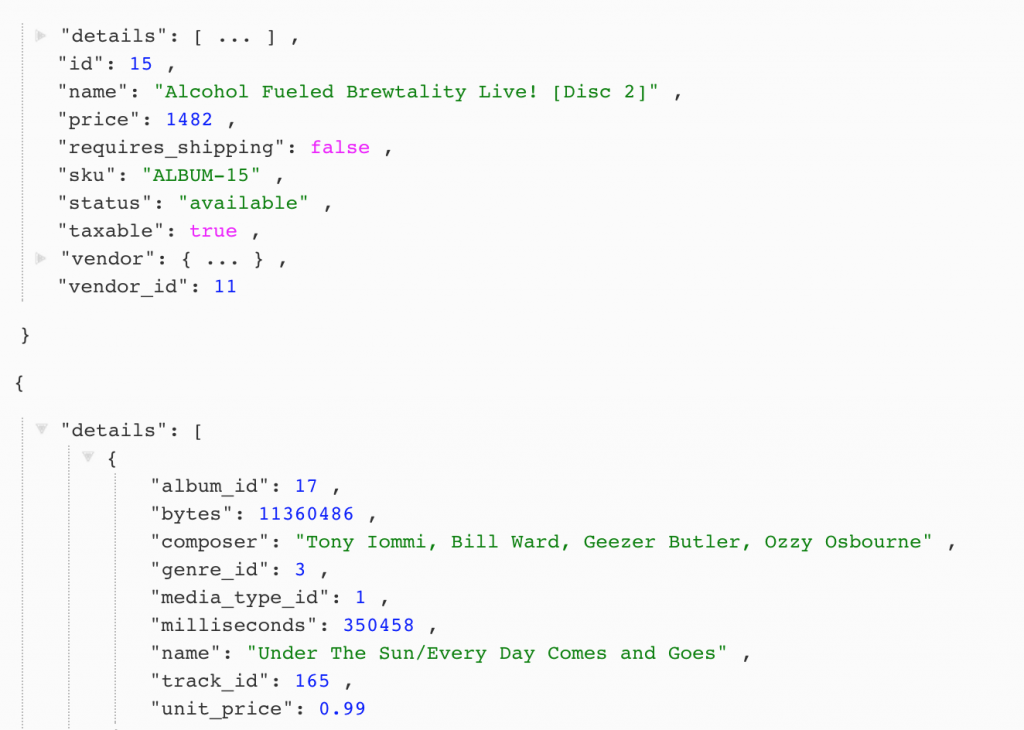 "details": [ ... ] ,
"id": 15 ,
"name": "Alcohol Fueled Brewtality Live! [Disc 2]" ,
"price": 1482 ,
"requires_shipping": false ,
"sku": "ALBUM-15" ,
"status": "available" ,
"taxable": true ,
"vendor": { ... } ,
"vendor_id": 11
}
{
"details": [
{
"album_id": 17 ,
"bytes": 11360486 ,
"composer": "Tony Iommi, Bill Ward, Geezer Butler, Ozzy Osbourne" ,
"genre_id": 3 ,
"media_type_id": 1 ,
"milliseconds": 350458 ,
"name": "Under The Sun/Every Day Comes and Goes" ,
"track_id": 165 ,
"unit_price": 0.99